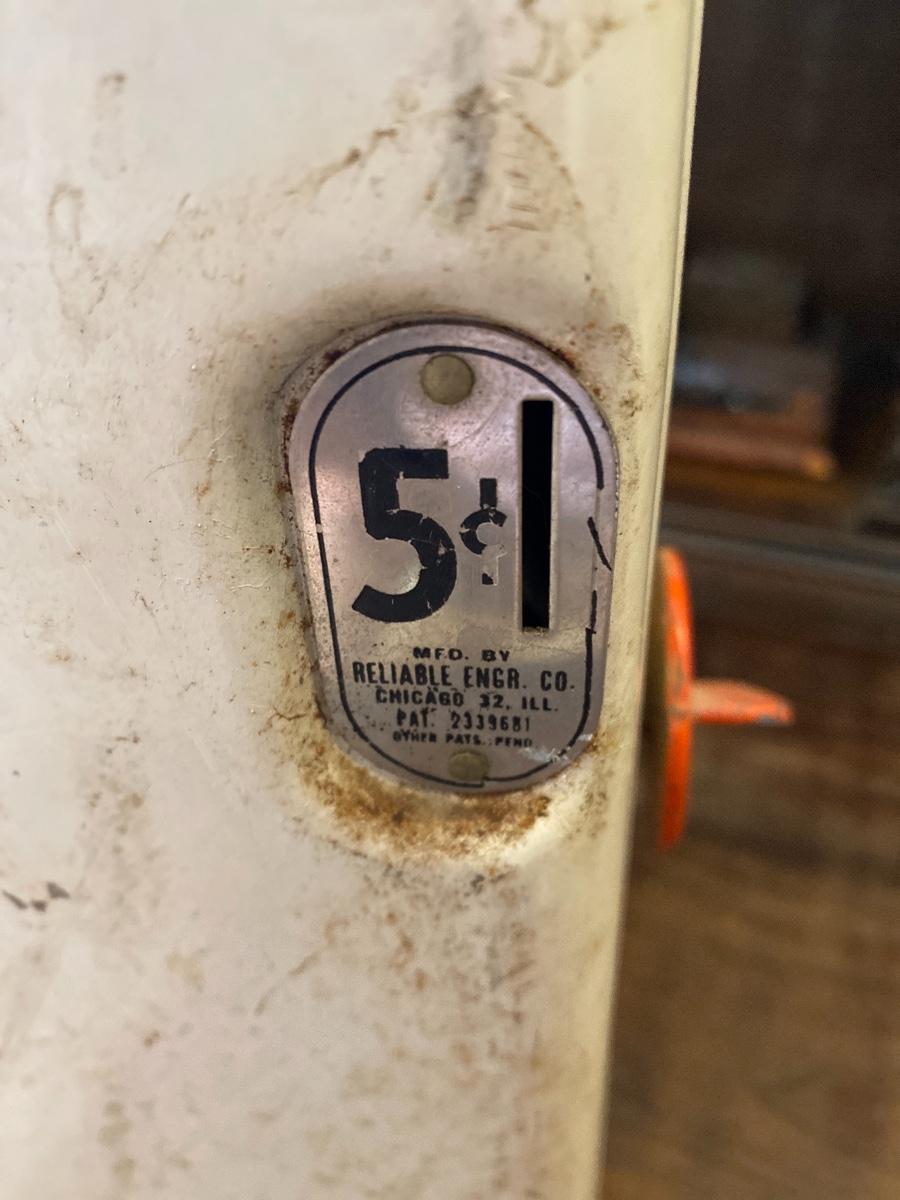 5¢
MFD. BY
RELIABLE ENGR. CO.
CHICAGO 32, ILL.
PAT. 2339681
OTHER PATS. PEND